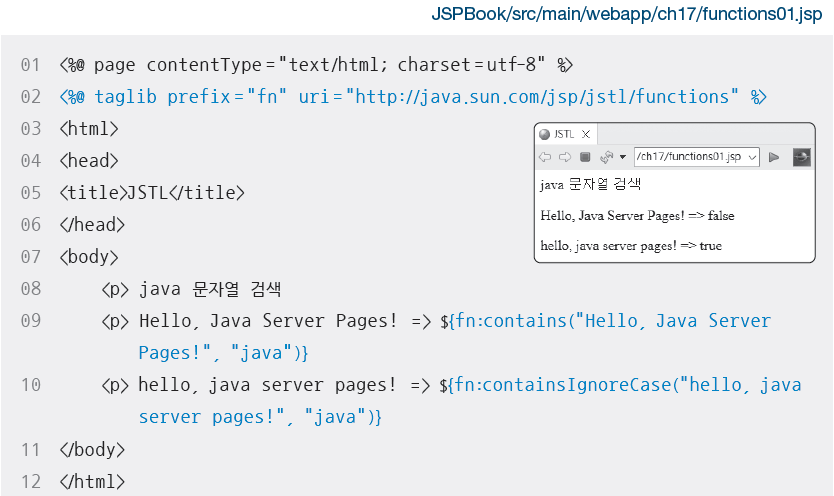 JSPBook/src/main/webapp/ch17/functions01.jsp
01 <%@ page contentType="text/html; charset=utf-8" %>
02 <%@ taglib prefix="fn" uri="http://java.sun.com/jsp/jstl/functions" %>
03 <html>
04 <head>
05 <title>JSTL</title>
06 </head>
07 <body>
08 <p> java 문자열 검색
09 <p> Hello, Java Server Pages! => ${fn:contains("Hello, Java Server
Pages!", "java")}
10 <p> hello, java server pages! => ${fn:containsIgnoreCase("hello, java
server pages!", "java")}
11 </body>
12 </html>
JSTL
/ch17/functions01.jsp
java 문자열 검색
Hello, Java Server Pages! => false
hello, java server pages! => true